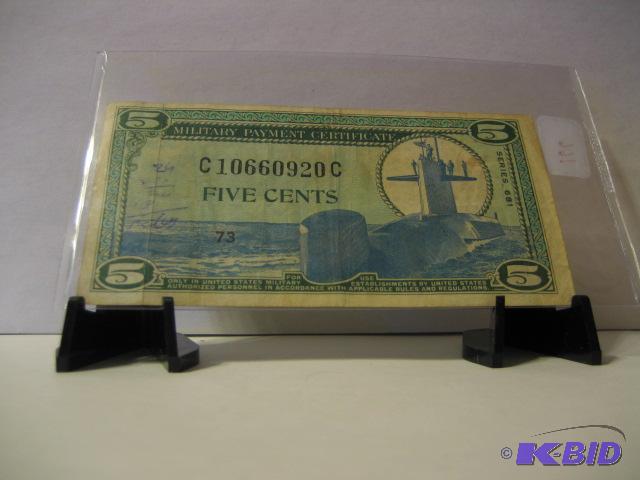 5 MILITARY PAYMENT CERTIFICATE 5
C10660920C
FIVE CENTS
SERIES 681
73
5 5
ONLY IN UNITED STATES MILITARY FOR USE ESTABLISHMENTS BY UNITED STATES
AUTHORIZED PERSONNEL IN ACCORDANCE WITH APPLICABLE RULES AND REGULATIONS.
© K-BID